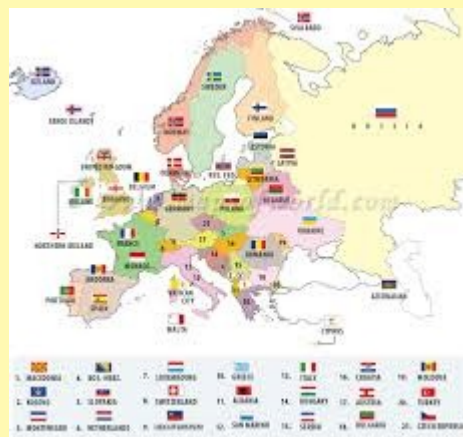 SVALBARD
ICELAND
FAROE ISLANDS
SWEDEN
FINLAND
NORWAY
RUSSIA
ESTONIA
LATVIA
LITHUANIA
UNITED KINGDOM
BELGIUM
IRELAND
GERMANY
POLAND
BELARUS
UKRAINE
NORTHERN IRELAND
FRANCE
MONACO
ROMANIA
ANDORRA
PORTUGAL
SPAIN
VATICAN CITY
AZERBAIJAN
MALTA
CYPRUS
1. MACEDONIA 4. BOS.-HERZ. 7. LUXEMBOURG 10. GREECE 13. ITALY 16. CROATIA 19. MOLDOVA
2. KOSOVO 5. SLOVAKIA 8. SWITZERLAND 11. ALBANIA 14. HUNGARY 17. AUSTRIA 20. TURKEY
3. MONTENEGRO 6. NETHERLANDS 9. LIECHTENSTEIN 12. SAN MARINO 15. SERBIA 18. BULGARIA 21. CZECH REPUBLIC